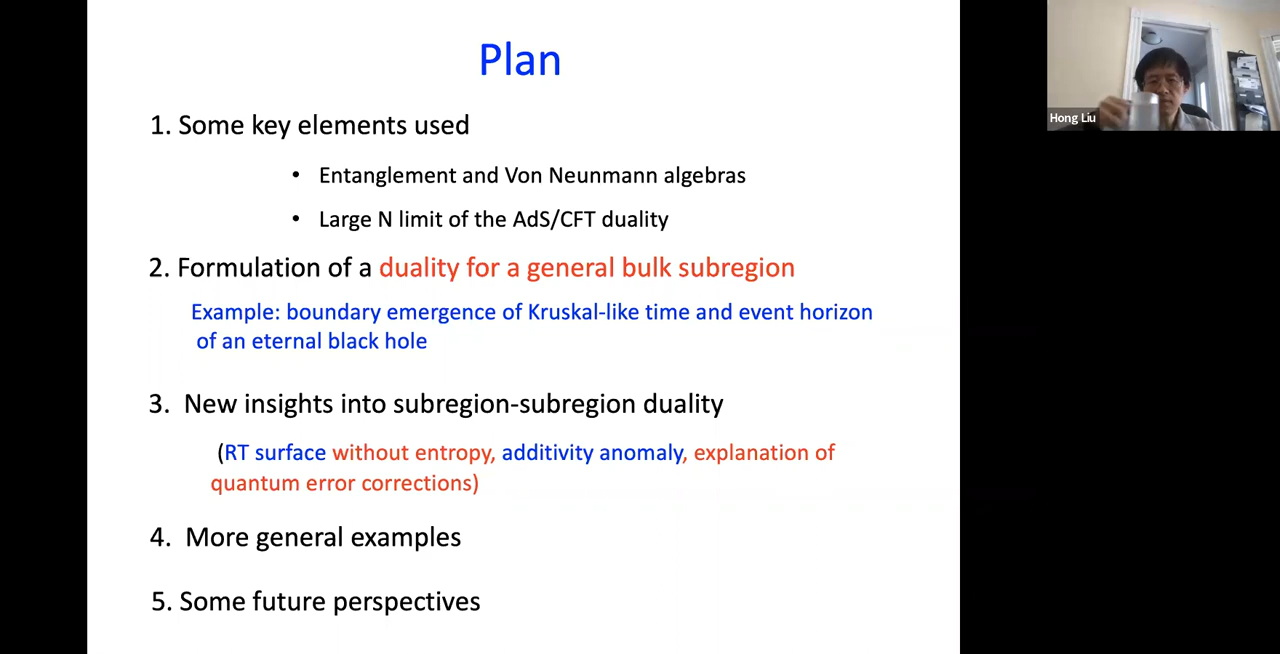 Plan
1. Some key elements used
• Entanglement and Von Neunmann algebras
• Large N limit of the AdS/CFT duality
2. Formulation of a duality for a general bulk subregion
Example: boundary emergence of Kruskal-like time and event horizon
of an eternal black hole
3. New insights into subregion-subregion duality
(RT surface without entropy, additivity anomaly, explanation of
quantum error corrections)
4. More general examples
5. Some future perspectives
Hong Liu